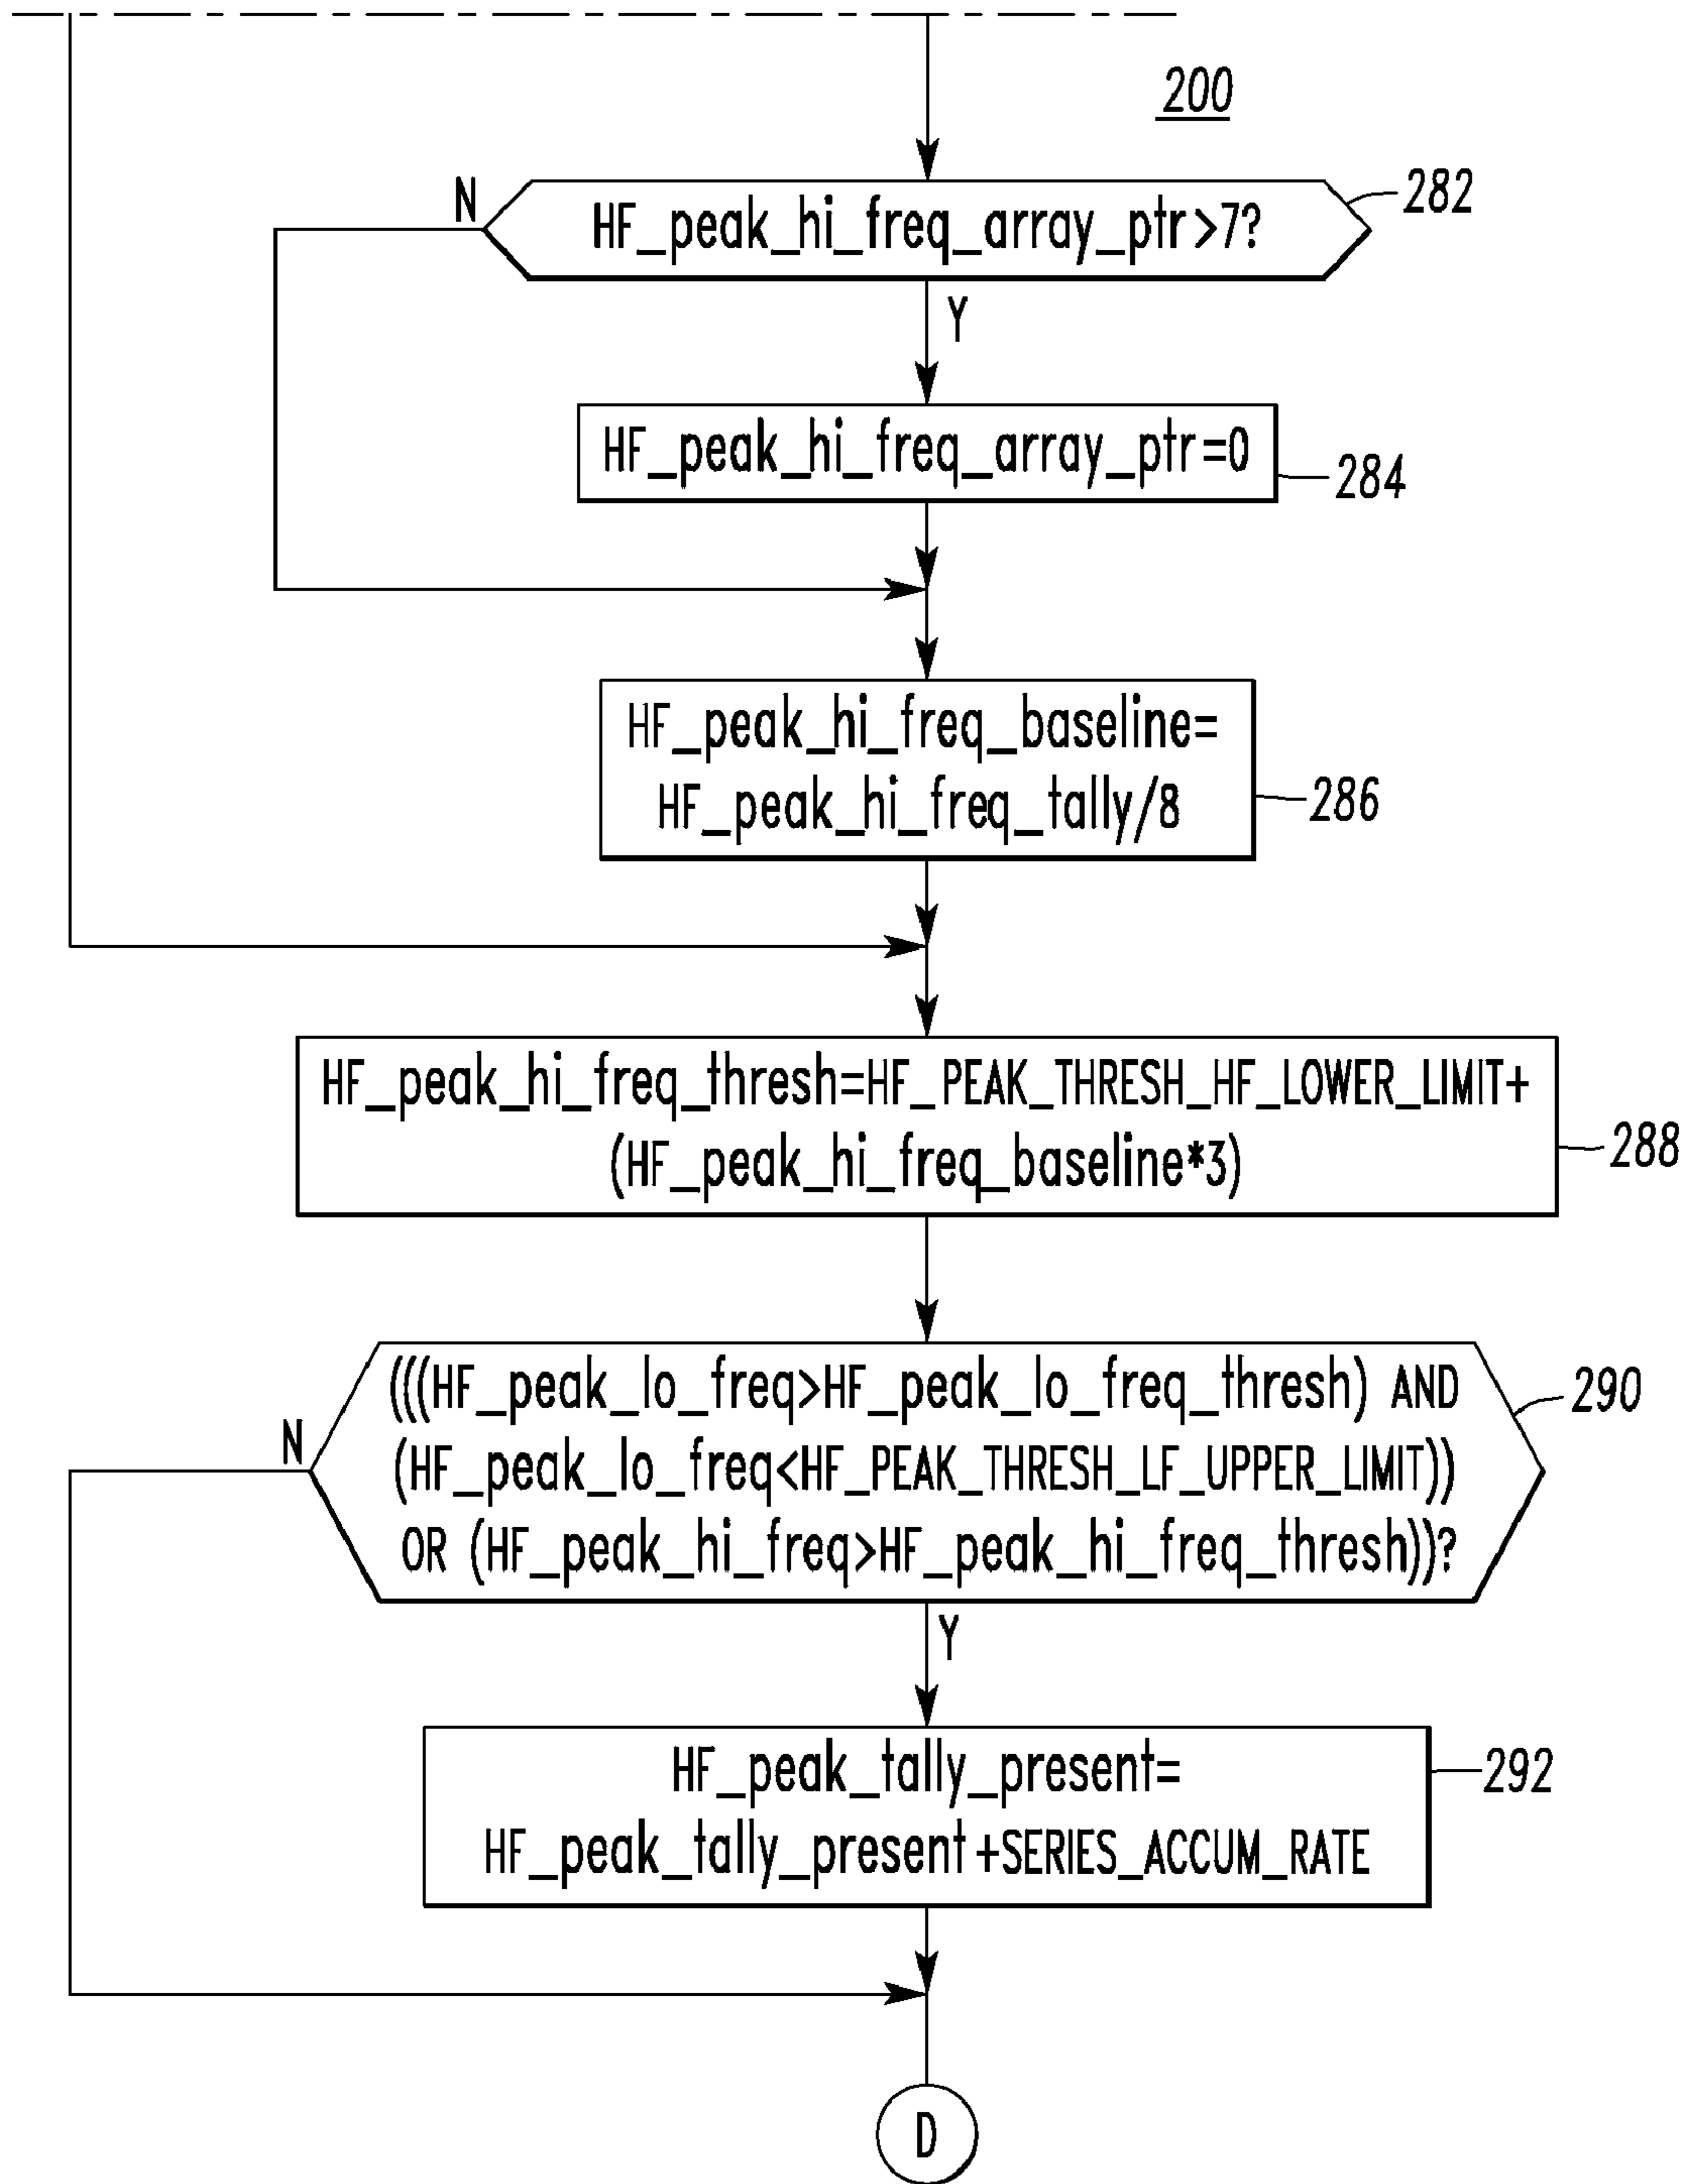 200
N
HF_peak_hi_freq_array_ptr>7?
282
Y
HF_peak_hi_freq_array_ptr=0
284
HF_peak_hi_freq_baseline=
HF_peak_hi_freq_tally/8
286
HF_peak_hi_freq_thresh=HF_PEAK_THRESH_HF_LOWER_LIMIT+
(HF_peak_hi_freq_baseline*3)
288
N
(((HF_peak_lo_freq>HF_peak_lo_freq_thresh) AND
(HF_peak_lo_freq<HF_PEAK_THRESH_LF_UPPER_LIMIT))
OR (HF_peak_hi_freq>HF_peak_hi_freq_thresh))?
290
Y
HF_peak_tally_present=
HF_peak_tally_present+SERIES_ACCUM_RATE
292
D